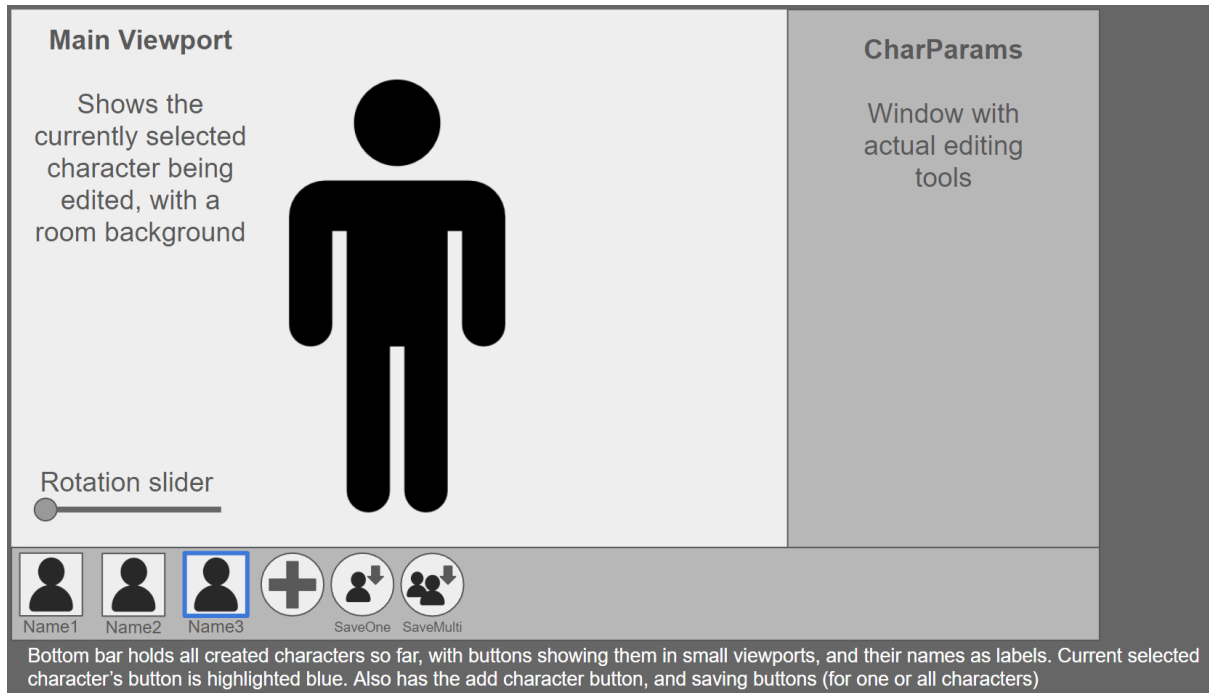 Main Viewport
Shows the
currently selected
character being
edited, with a
room background
Rotation slider
CharParams
Window with
actual editing
tools
Name1
Name2
Name3
SaveOne
SaveMulti
Bottom bar holds all created characters so far, with buttons showing them in small viewports, and their names as labels. Current selected
character's button is highlighted blue. Also has the add character button, and saving buttons (for one or all characters)